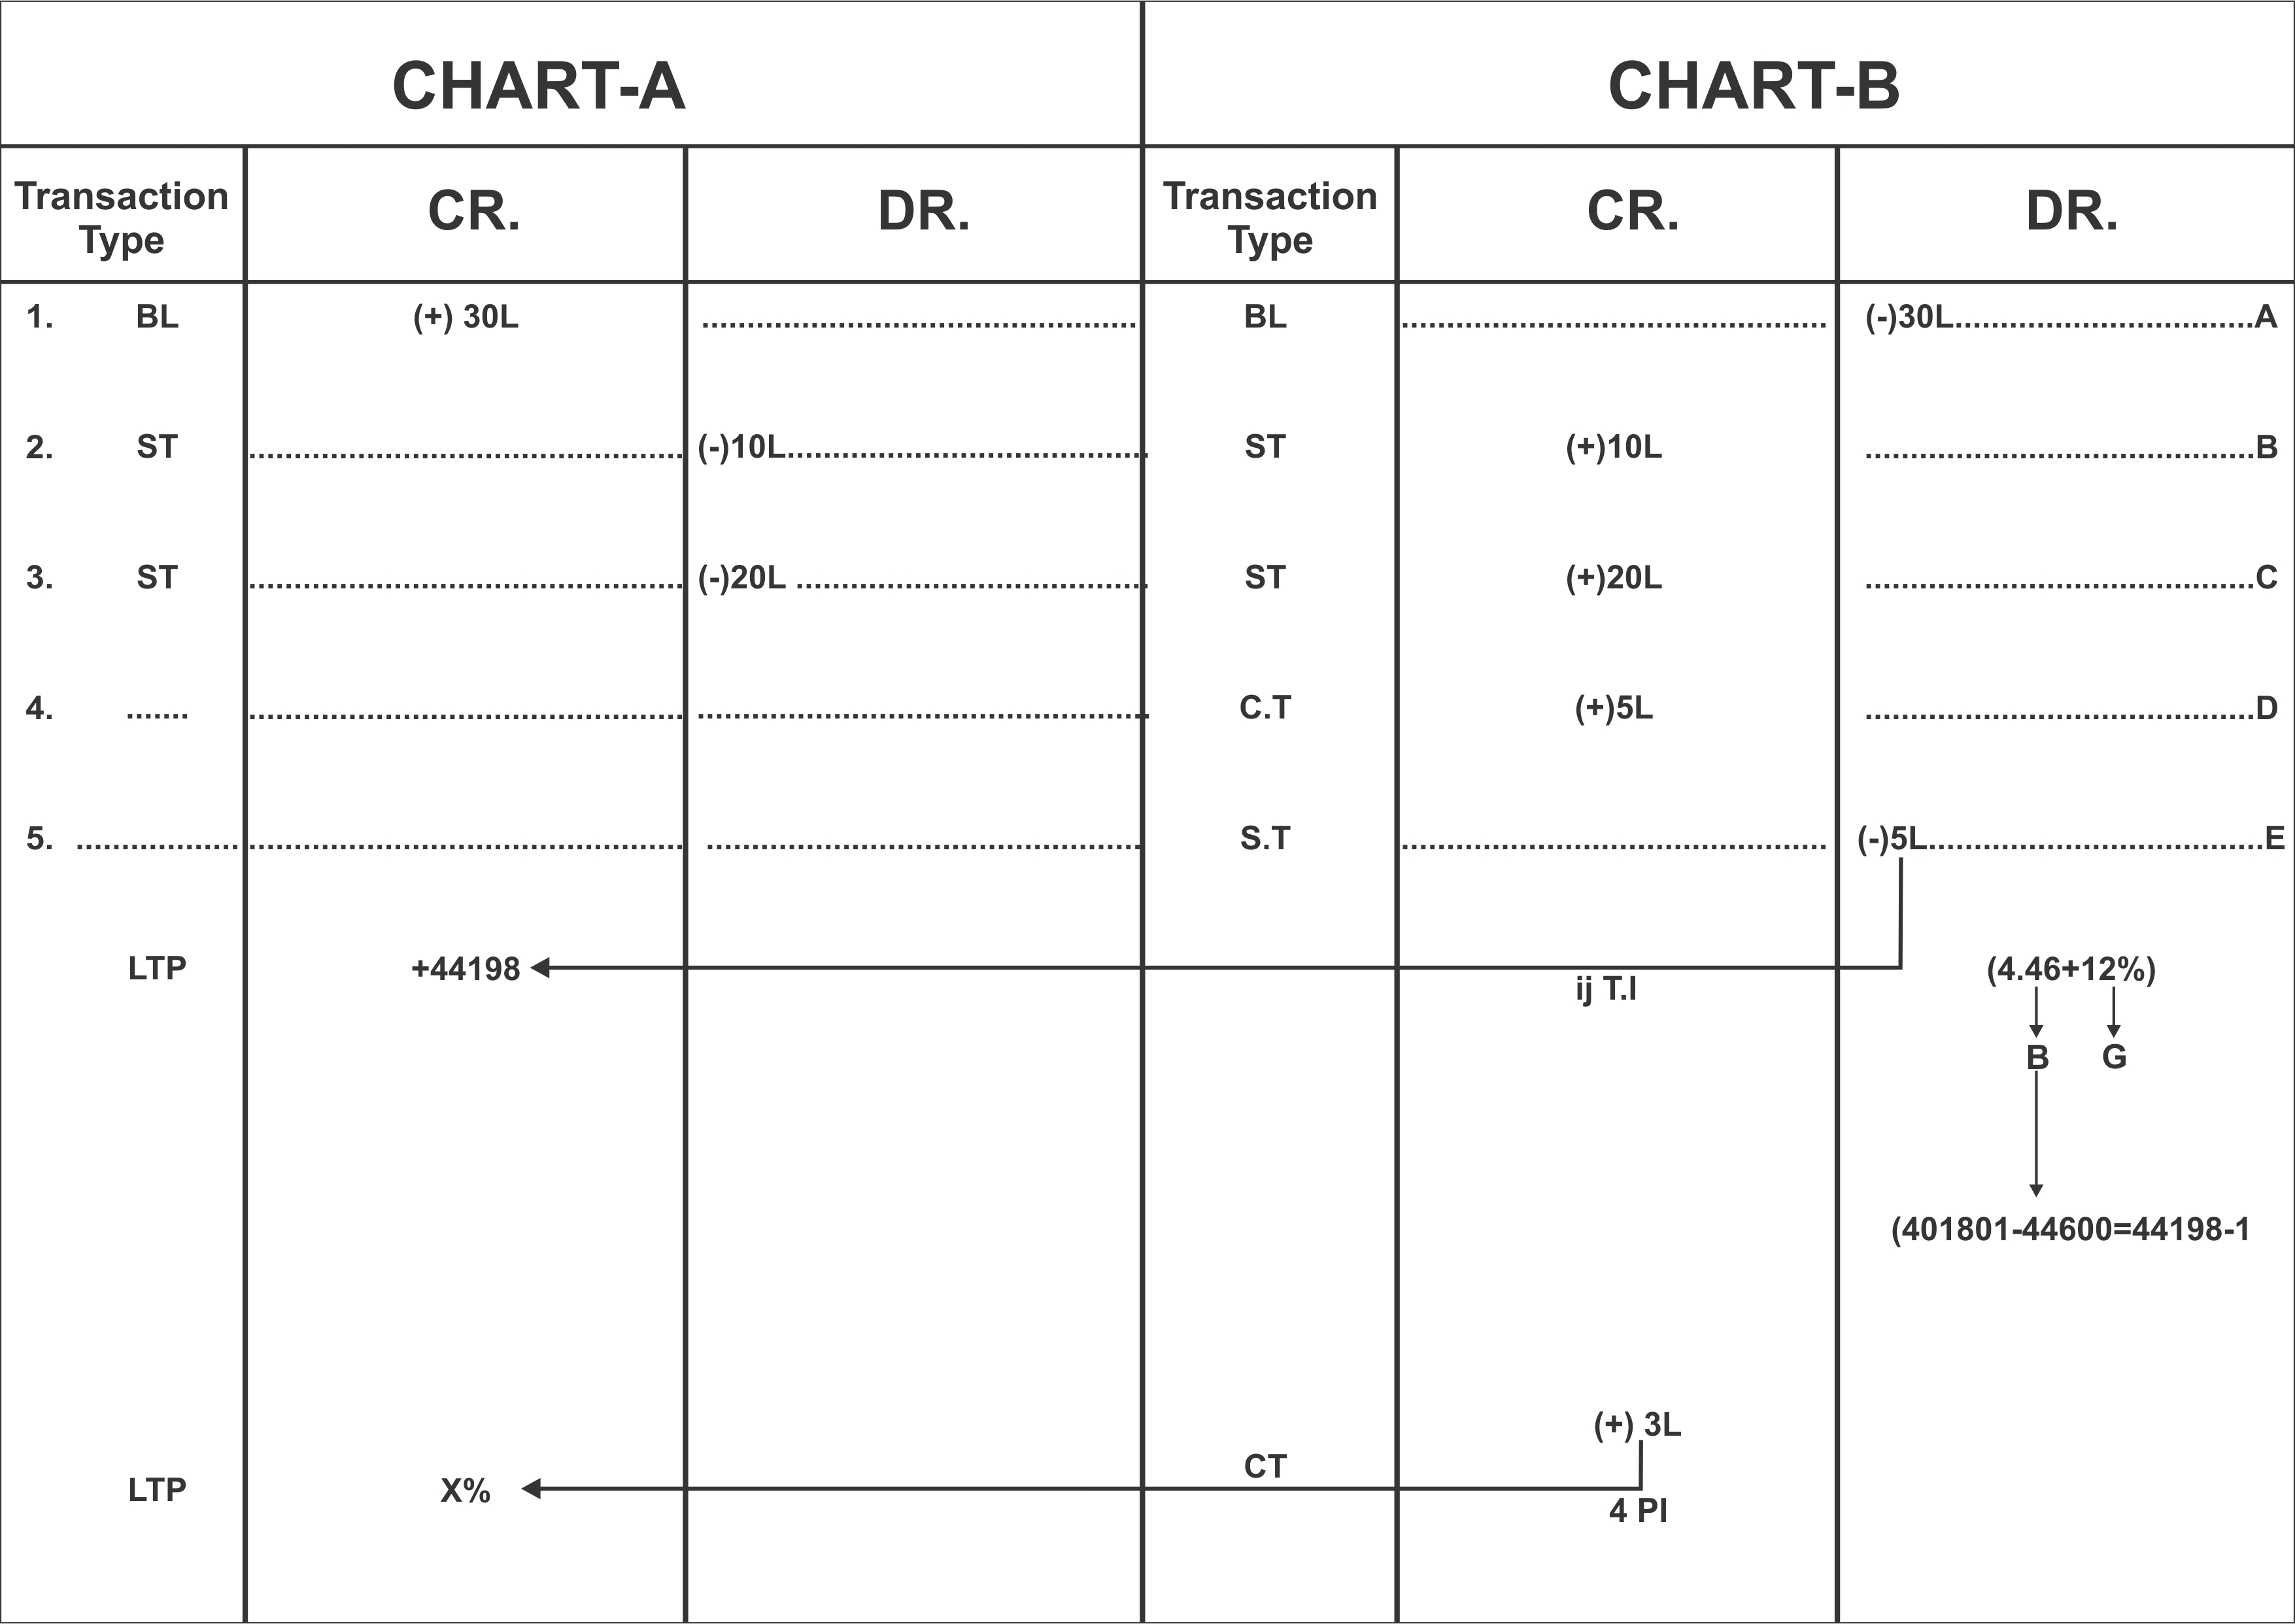 CHART-A CHART-B
Transaction Type CR. DR. Transaction Type CR. DR.
1. BL (+) 30L ........ BL ........ (-)30L........A
2. ST ........ (-)10L........ ST (+)10L ........B
3. ST ........ (-)20L ........ ST (+)20L ........C
4. ....... ........ ........ C.T (+)5L ........D
5. ........ ........ ........ S.T ........ (-)5L........E
LTP +44198 ij T.I (4.46+12%)
B G
(401801-44600=44198-1
(+) 3L
LTP X% CT
4 PI